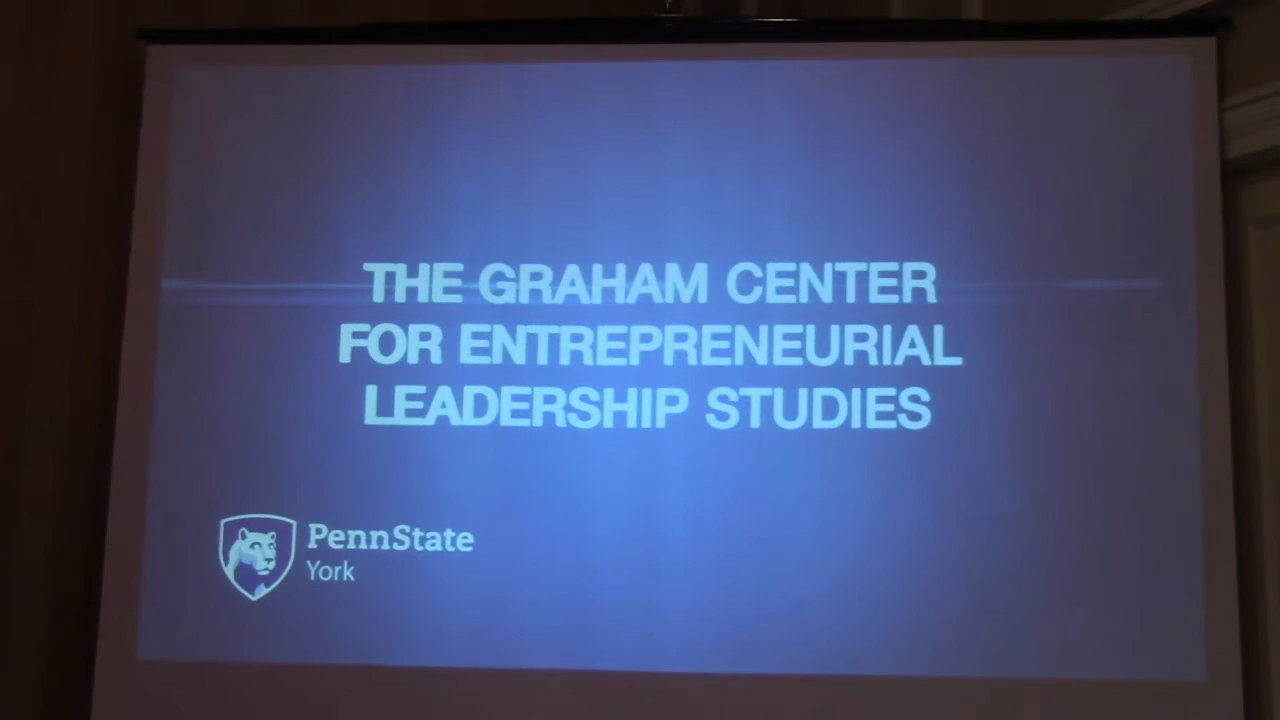 THE GRAHAM CENTER
FOR ENTREPRENEURIAL
LEADERSHIP STUDIES
PennState
York